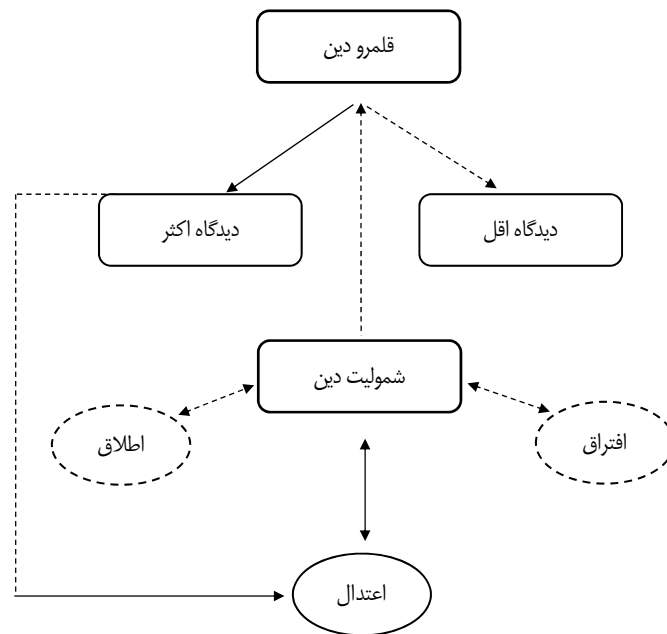 قلمرو دین
دیدگاه اقل
دیدگاه اکثر
شمولیت دین
افتراق
اطلاق
اعتدال